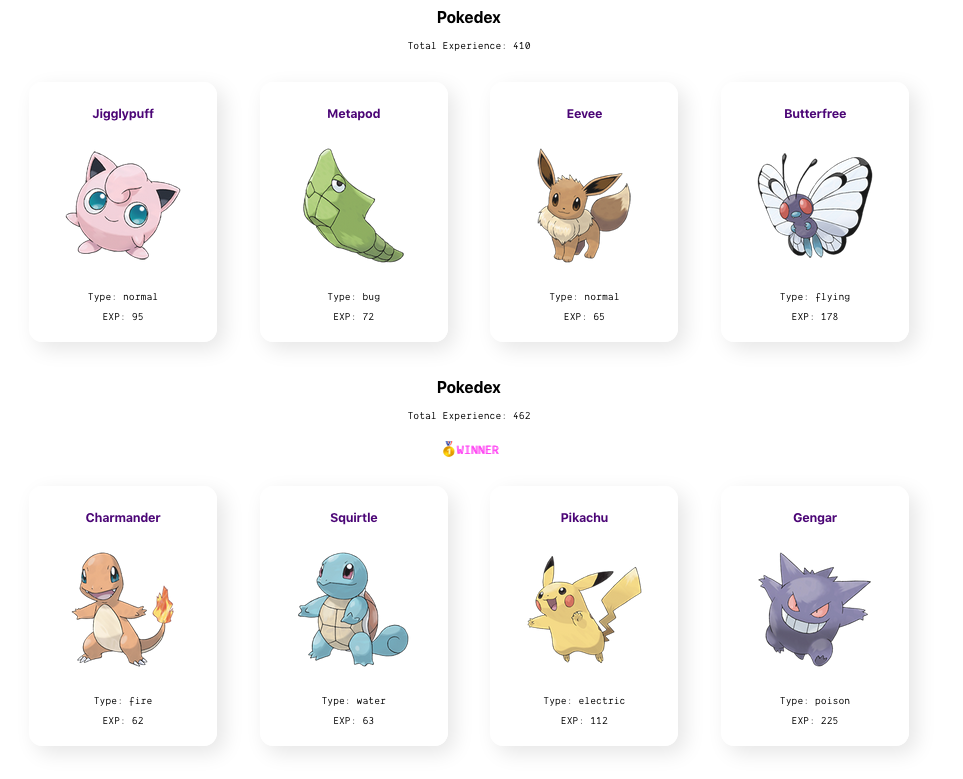 Pokedex
Total Experience: 410
Jigglypuff
Metapod
Eevee
Butterfree
Type: normal
Type: bug
Type: normal
Type: flying
EXP: 95
EXP: 72
EXP: 65
EXP: 178
Pokedex
Total Experience: 462
🥇WINNER
Charmander
Squirtle
Pikachu
Gengar
Type: fire
Type: water
Type: electric
Type: poison
EXP: 62
EXP: 63
EXP: 112
EXP: 225